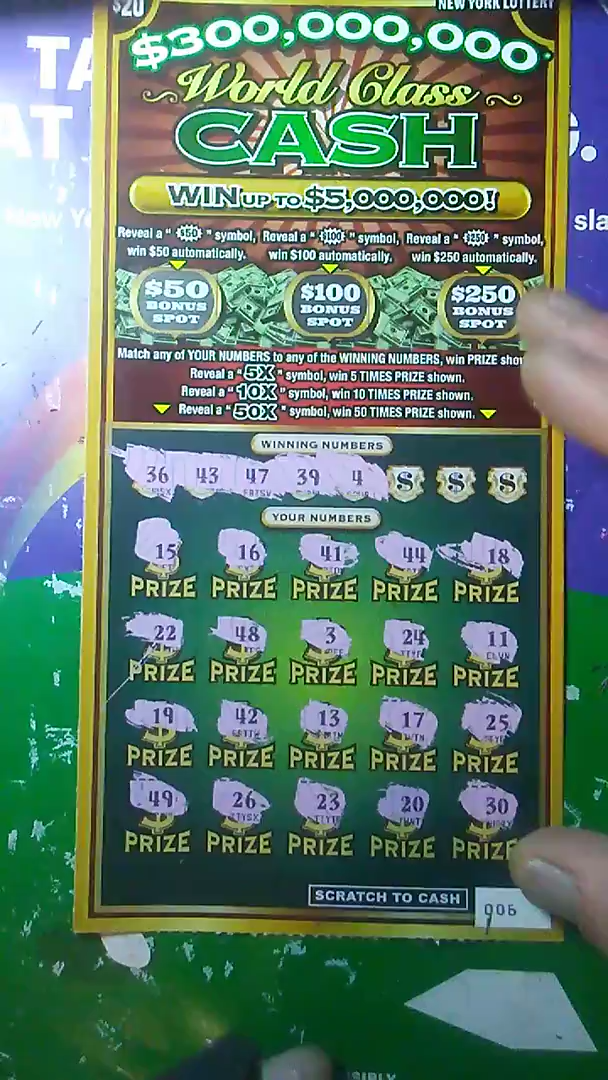 $20
NEW YORK LOTTERY
$300,000,000
World Class
CASH
WIN UP TO $5,000,000!
Reveal a " $50 " symbol, Reveal a " $100 " symbol, Reveal a " $250 " symbol,
win $50 automatically. win $100 automatically. win $250 automatically.
$50 $100 $250
BONUS BONUS BONUS
SPOT SPOT SPOT
Match any of YOUR NUMBERS to any of the WINNING NUMBERS, win PRIZE
Reveal a "5X" symbol, win 5 TIMES PRIZE shown.
Reveal a "10X" symbol, win 10 TIMES PRIZE shown.
Reveal a "50X" symbol, win 50 TIMES PRIZE shown.
WINNING NUMBERS
36 43 47 39 4 $ $ $
YOUR NUMBERS
15 16 41 44 18
PRIZE PRIZE PRIZE PRIZE PRIZE
22 48 3 24 11
PRIZE PRIZE PRIZE PRIZE PRIZE
19 42 13 17 25
PRIZE PRIZE PRIZE PRIZE PRIZE
49 26 23 20 30
PRIZE PRIZE PRIZE PRIZE PRIZE
SCRATCH TO CASH
006